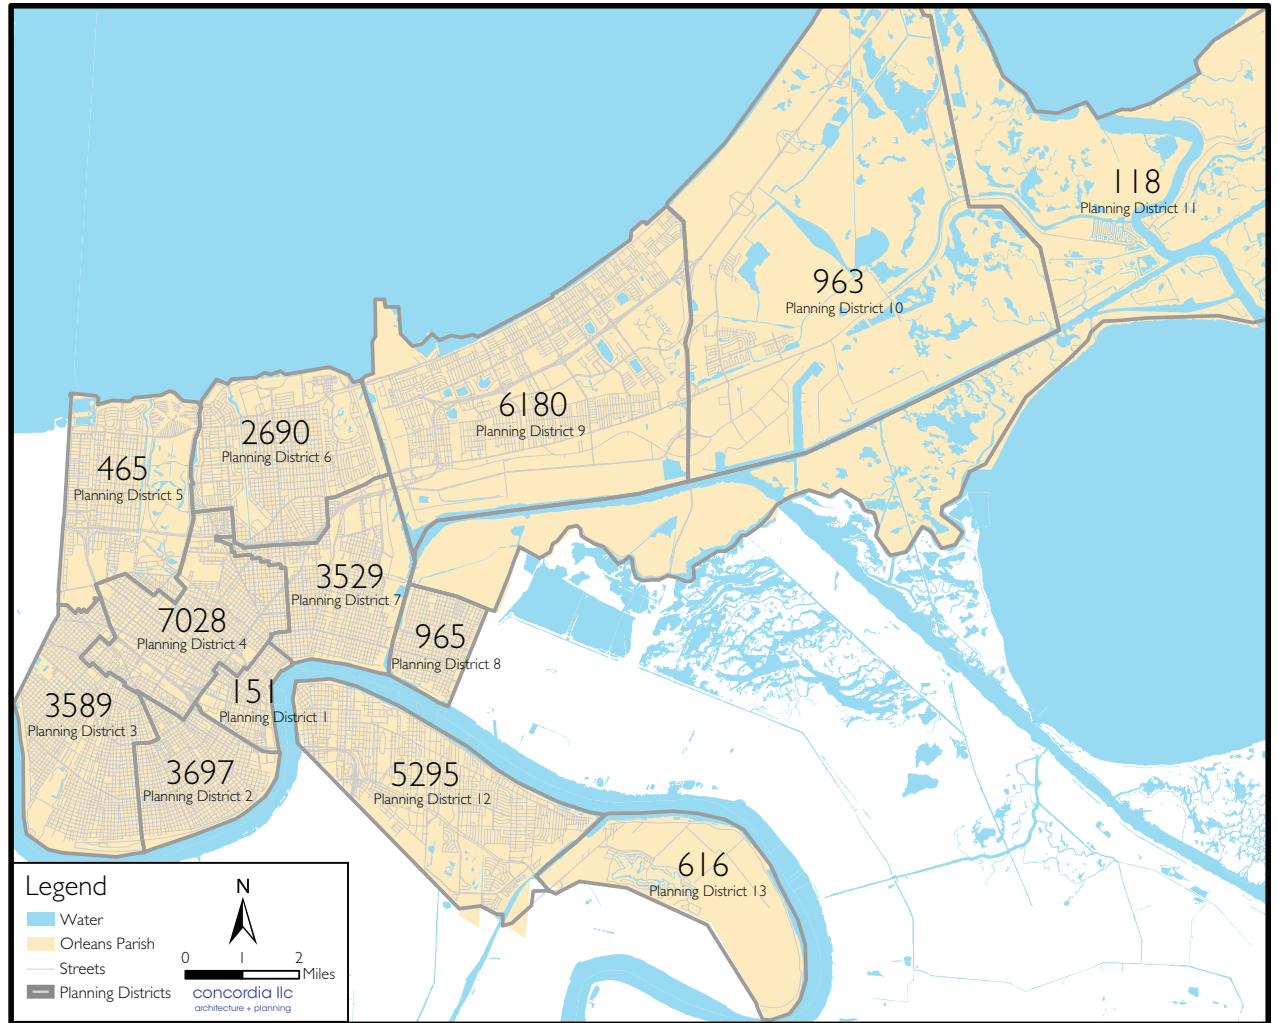 118
Planning District 11
963
Planning District 10
6180
Planning District 9
2690
Planning District 6
465
Planning District 5
3529
Planning District 7
7028
Planning District 4
965
Planning District 8
151
Planning District 1
3589
Planning District 3
3697
Planning District 2
5295
Planning District 12
616
Planning District 13
Legend
Water
Orleans Parish
Streets
Planning Districts
N
0 1 2
Miles
concordia llc
architecture + planning